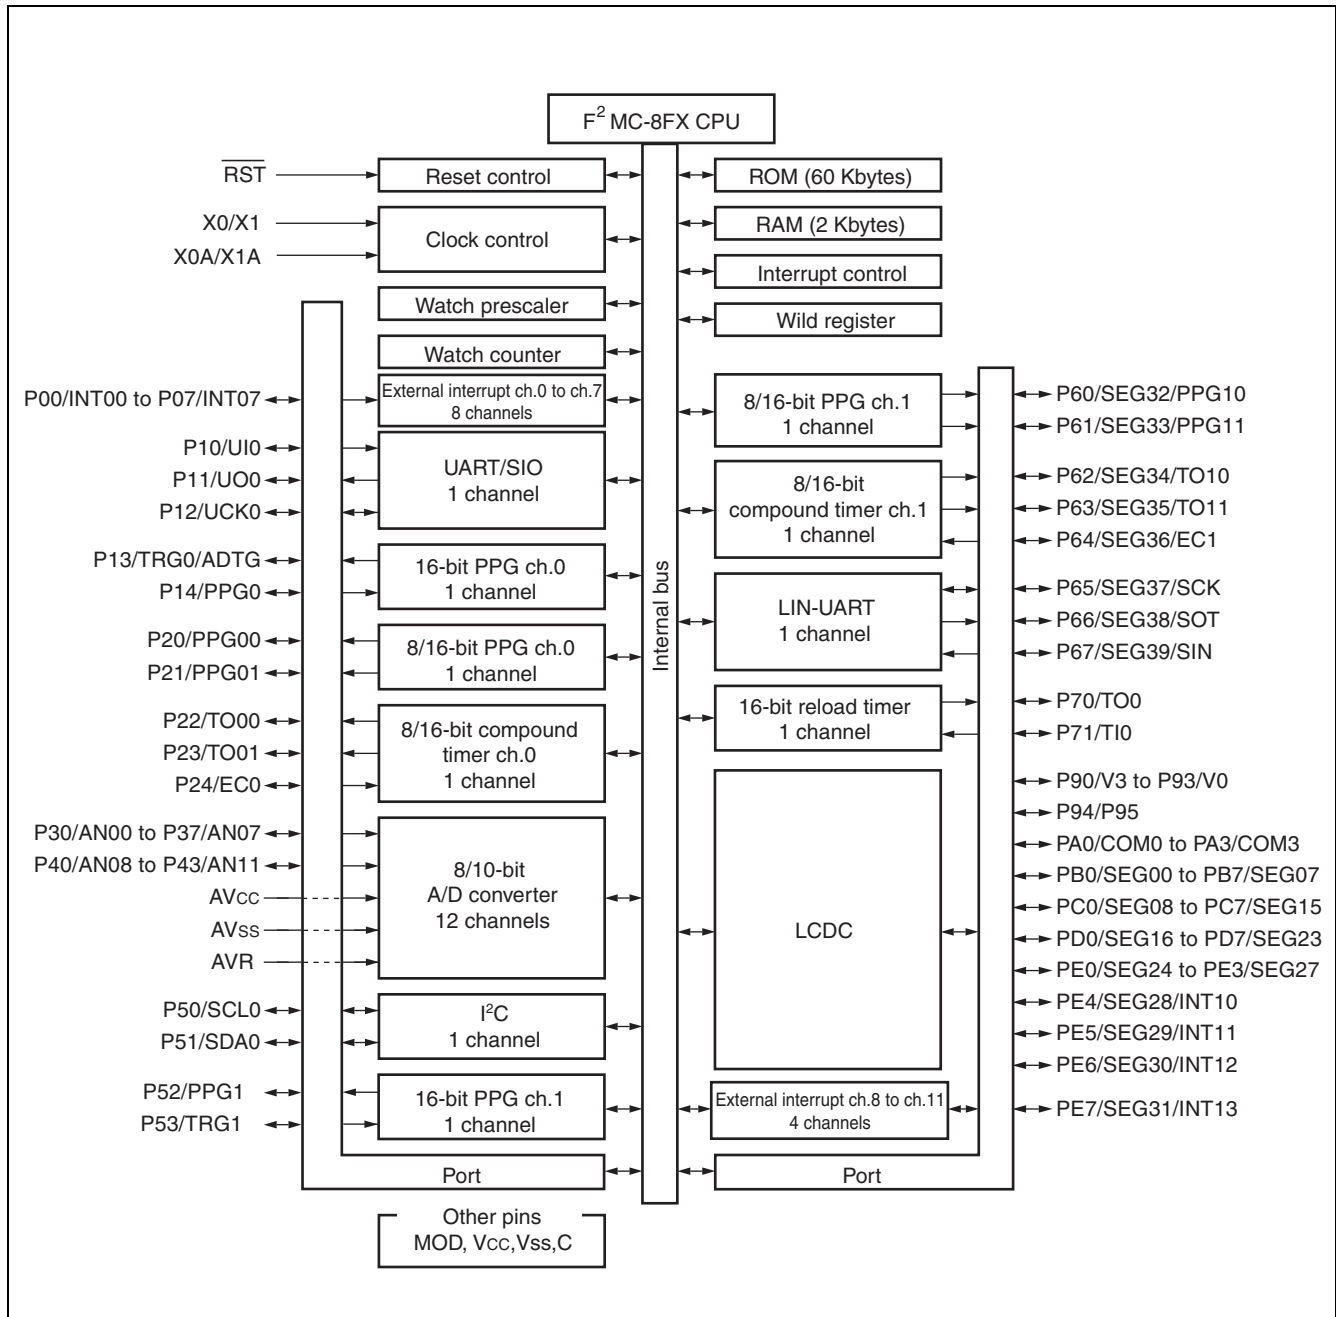 F² MC-8FX CPU
RST
Reset control
ROM (60 Kbytes)
X0/X1
X0A/X1A
Clock control
RAM (2 Kbytes)
Interrupt control
Watch prescaler
Wild register
Watch counter
P00/INT00 to P07/INT07
External interrupt ch.0 to ch.7
8 channels
P10/UI0
P11/UO0
P12/UCK0
UART/SIO
1 channel
P13/TRG0/ADTG
P14/PPG0
16-bit PPG ch.0
1 channel
P20/PPG00
P21/PPG01
8/16-bit PPG ch.0
1 channel
P22/TO00
P23/TO01
P24/EC0
8/16-bit compound
timer ch.0
1 channel
P30/AN00 to P37/AN07
P40/AN08 to P43/AN11
AVCC
AVSS
AVR
8/10-bit
A/D converter
12 channels
P50/SCL0
P51/SDA0
I²C
1 channel
P52/PPG1
P53/TRG1
16-bit PPG ch.1
1 channel
Port
Internal bus
8/16-bit PPG ch.1
1 channel
P60/SEG32/PPG10
P61/SEG33/PPG11
8/16-bit
compound timer ch.1
1 channel
P62/SEG34/TO10
P63/SEG35/TO11
P64/SEG36/EC1
LIN-UART
1 channel
P65/SEG37/SCK
P66/SEG38/SOT
P67/SEG39/SIN
16-bit reload timer
1 channel
P70/TO0
P71/TI0
LCDC
P90/V3 to P93/V0
P94/P95
PA0/COM0 to PA3/COM3
PB0/SEG00 to PB7/SEG07
PC0/SEG08 to PC7/SEG15
PD0/SEG16 to PD7/SEG23
PE0/SEG24 to PE3/SEG27
PE4/SEG28/INT10
PE5/SEG29/INT11
PE6/SEG30/INT12
PE7/SEG31/INT13
External interrupt ch.8 to ch.11
4 channels
Port
Other pins
MOD, VCC,VSS,C